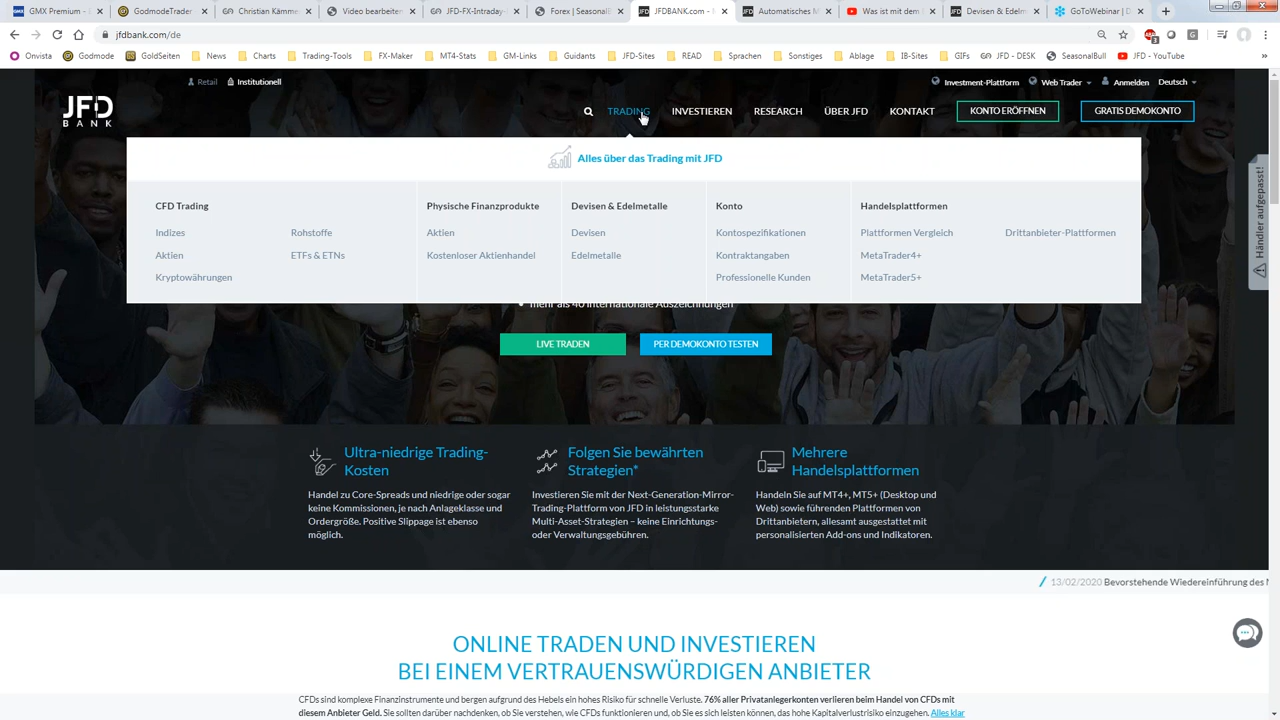 GMX Premium - E
GodmodeTrader
Christian Kämme
Video bearbeiten
JFD-FX-Intraday-
Forex | SeasonalB
JFDBANK.com -
Automatisches M
Was ist mit dem
Devisen & Edelm
GoToWebinar | D
jfdbank.com/de
Onvista
Godmode
GoldSeiten
News
Charts
Trading-Tools
FX-Maker
MT4-Stats
GM-Links
Guidants
JFD-Sites
READ
Sprachen
Sonstiges
Ablage
IB-Sites
GIFs
JFD - DESK
SeasonalBull
JFD - YouTube
Retail
Institutionell
Investment-Plattform
Web Trader
Anmelden
Deutsch
JFD
BANK
TRADING
INVESTIEREN
RESEARCH
ÜBER JFD
KONTAKT
KONTO ERÖFFNEN
GRATIS DEMOKONTO
Alles über das Trading mit JFD
CFD Trading
Indizes
Rohstoffe
Aktien
ETFs & ETNs
Kryptowährungen
Physische Finanzprodukte
Aktien
Kostenloser Aktienhandel
Devisen & Edelmetalle
Devisen
Edelmetalle
Konto
Kontospezifikationen
Kontraktangaben
Professionelle Kunden
Handelsplattformen
Plattformen Vergleich
Drittanbieter-Plattformen
MetaTrader4+
MetaTrader5+
Händler aufgepasst!
mehr als 40 internationale Auszeichnungen
LIVE TRADEN
PER DEMOKONTO TESTEN
Ultra-niedrige Trading-
Kosten
Handel zu Core-Spreads und niedrige oder sogar
keine Kommissionen, je nach Anlageklasse und
Ordergröße. Positive Slippage ist ebenso
möglich.
Folgen Sie bewährten
Strategien*
Investieren Sie mit der Next-Generation-Mirror-
Trading-Plattform von JFD in leistungsstarke
Multi-Asset-Strategien – keine Einrichtungs-
oder Verwaltungsgebühren.
Mehrere
Handelsplattformen
Handeln Sie auf MT4+, MT5+ (Desktop und
Web) sowie führenden Plattformen von
Drittanbietern, allesamt ausgestattet mit
personalisierten Add-ons und Indikatoren.
13/02/2020 Bevorstehende Wiedereinführung des
ONLINE TRADEN UND INVESTIEREN
BEI EINEM VERTRAUENSWÜRDIGEN ANBIETER
CFDs sind komplexe Finanzinstrumente und bergen aufgrund des Hebels ein hohes Risiko für schnelle Verluste. 76% aller Privatanlegerkonten verlieren beim Handel von CFDs mit
diesem Anbieter Geld. Sie sollten darüber nachdenken, ob Sie verstehen, wie CFDs funktionieren und, ob Sie es sich leisten können, das hohe Kapitalverlustrisiko einzugehen. Alles klar